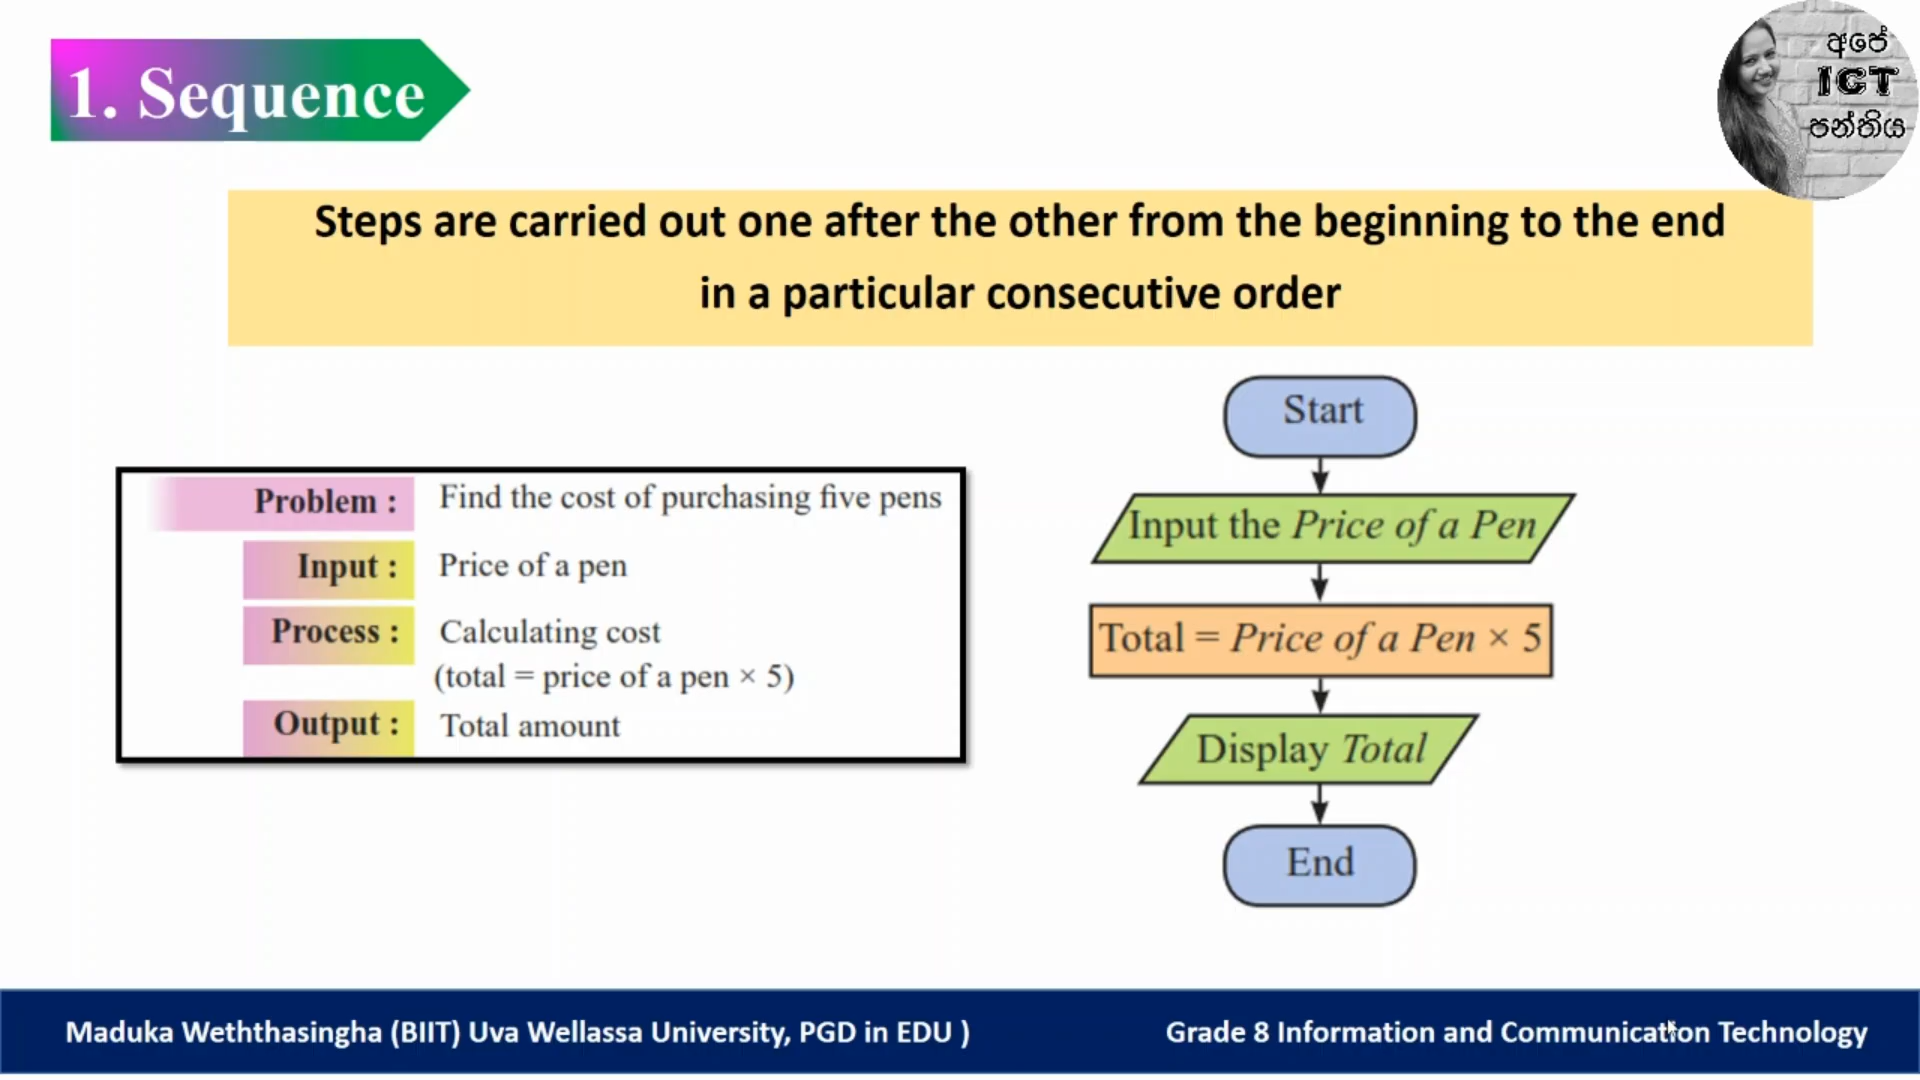 1. Sequence
අපේ
ICT
පන්තිය
Steps are carried out one after the other from the beginning to the end
in a particular consecutive order
Problem : Find the cost of purchasing five pens
Input : Price of a pen
Process : Calculating cost
(total = price of a pen × 5)
Output : Total amount
Start
Input the Price of a Pen
Total = Price of a Pen × 5
Display Total
End
Maduka Weththasingha (BIIT) Uva Wellassa University, PGD in EDU )
Grade 8 Information and Communication Technology